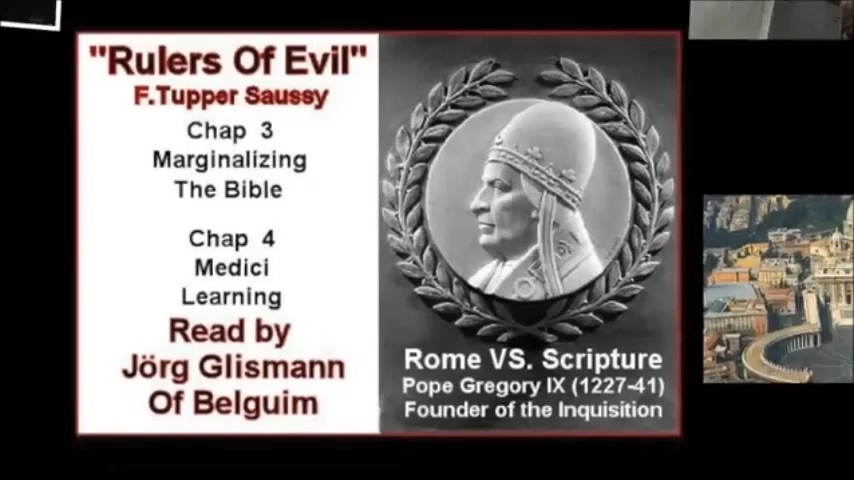 "Rulers Of Evil"
F.Tupper Saussy
Chap 3
Marginalizing
The Bible
Chap 4
Medici
Learning
Read by
Jörg Glismann
Of Belguim
Rome VS. Scripture
Pope Gregory IX (1227-41)
Founder of the Inquisition